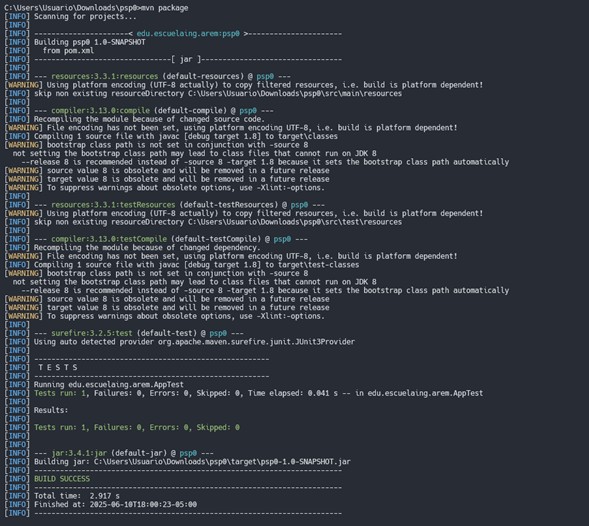 C:\Users\Usuario\Downloads\psp0>mvn package
[INFO] Scanning for projects...
[INFO]
[INFO] ---------------------< edu.escuelaing.arem:psp0 >----------------------
[INFO] Building psp0 1.0-SNAPSHOT
[INFO]   from pom.xml
[INFO] --------------------------------[ jar ]---------------------------------
[INFO]
[INFO] --- resources:3.3.1:resources (default-resources) @ psp0 ---
[WARNING] Using platform encoding (UTF-8 actually) to copy filtered resources, i.e. build is platform dependent!
[INFO] skip non existing resourceDirectory C:\Users\Usuario\Downloads\psp0\src\main\resources
[INFO]
[INFO] --- compiler:3.13.0:compile (default-compile) @ psp0 ---
[INFO] Recompiling the module because of changed source code.
[WARNING] File encoding has not been set, using platform encoding UTF-8, i.e. build is platform dependent!
[INFO] Compiling 1 source file with javac [debug target 1.8] to target\classes
[WARNING] bootstrap class path is not set in conjunction with -source 8
  not setting the bootstrap class path may lead to class files that cannot run on JDK 8
    --release 8 is recommended instead of -source 8 -target 1.8 because it sets the bootstrap class path automatically
[WARNING] source value 8 is obsolete and will be removed in a future release
[WARNING] target value 8 is obsolete and will be removed in a future release
[WARNING] To suppress warnings about obsolete options, use -Xlint:-options.
[INFO]
[INFO] --- resources:3.3.1:testResources (default-testResources) @ psp0 ---
[WARNING] Using platform encoding (UTF-8 actually) to copy filtered resources, i.e. build is platform dependent!
[INFO] skip non existing resourceDirectory C:\Users\Usuario\Downloads\psp0\src\test\resources
[INFO]
[INFO] --- compiler:3.13.0:testCompile (default-testCompile) @ psp0 ---
[INFO] Recompiling the module because of changed dependency.
[WARNING] File encoding has not been set, using platform encoding UTF-8, i.e. build is platform dependent!
[INFO] Compiling 1 source file with javac [debug target 1.8] to target\test-classes
[WARNING] bootstrap class path is not set in conjunction with -source 8
  not setting the bootstrap class path may lead to class files that cannot run on JDK 8
    --release 8 is recommended instead of -source 8 -target 1.8 because it sets the bootstrap class path automatically
[WARNING] source value 8 is obsolete and will be removed in a future release
[WARNING] target value 8 is obsolete and will be removed in a future release
[WARNING] To suppress warnings about obsolete options, use -Xlint:-options.
[INFO]
[INFO] --- surefire:3.2.5:test (default-test) @ psp0 ---
[INFO] Using auto detected provider org.apache.maven.surefire.junit.JUnit3Provider
[INFO]
[INFO] -------------------------------------------------------
[INFO]  T E S T S
[INFO] -------------------------------------------------------
[INFO] Running edu.escuelaing.arem.AppTest
[INFO] Tests run: 1, Failures: 0, Errors: 0, Skipped: 0, Time elapsed: 0.041 s -- in edu.escuelaing.arem.AppTest
[INFO]
[INFO] Results:
[INFO]
[INFO] Tests run: 1, Failures: 0, Errors: 0, Skipped: 0
[INFO]
[INFO]
[INFO] --- jar:3.4.1:jar (default-jar) @ psp0 ---
[INFO] Building jar: C:\Users\Usuario\Downloads\psp0\target\psp0-1.0-SNAPSHOT.jar
[INFO] ------------------------------------------------------------------------
[INFO] BUILD SUCCESS
[INFO] ------------------------------------------------------------------------
[INFO] Total time:  2.917 s
[INFO] Finished at: 2025-06-10T18:00:23-05:00
[INFO] ------------------------------------------------------------------------